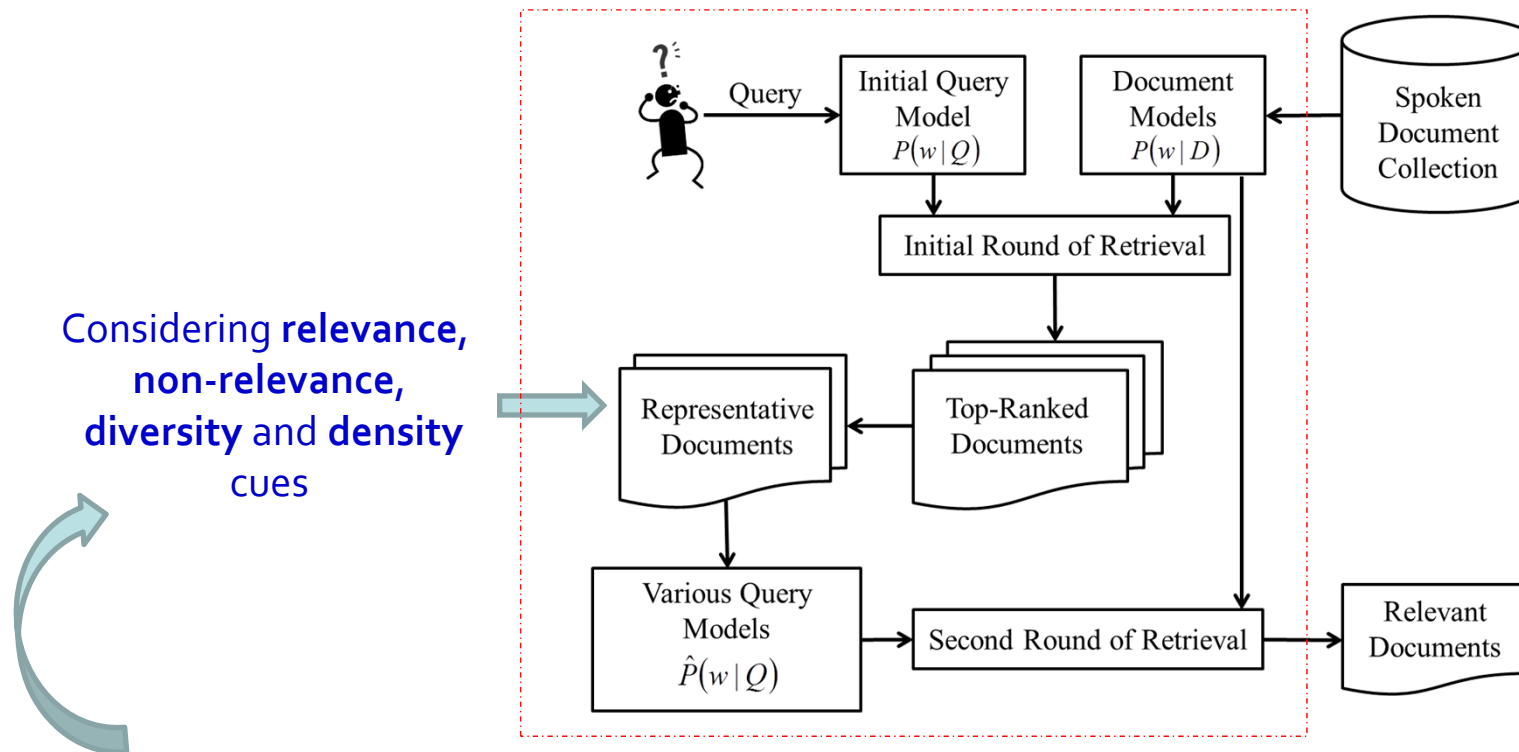 ?
Query
Initial Query
Model
P(w|Q)
Document
Models
P(w|D)
Spoken
Document
Collection
Initial Round of Retrieval
Considering relevance,
non-relevance,
diversity and density
cues
Representative
Documents
Top-Ranked
Documents
Various Query
Models
P̂(w|Q)
Second Round of Retrieval
Relevant
Documents